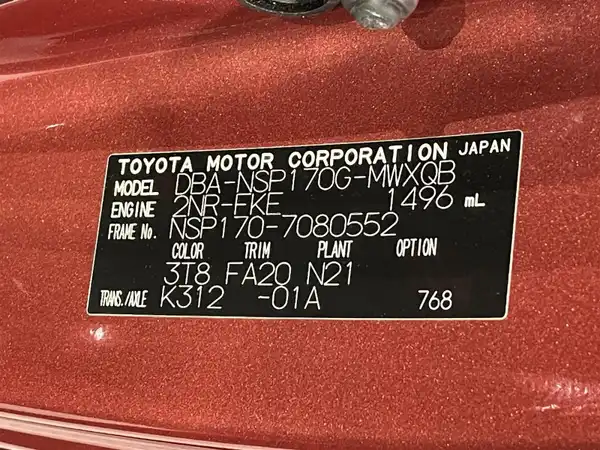 TOYOTA MOTOR CORPORATION JAPAN
MODEL DBA-NSP170G-MWXQB
ENGINE 2NR-EKE 1496 mL
FRAME No. NSP170-7080552
COLOR TRIM PLANT OPTION
3T8 FA20 N21
TRANS./AXLE K312 -01A 768